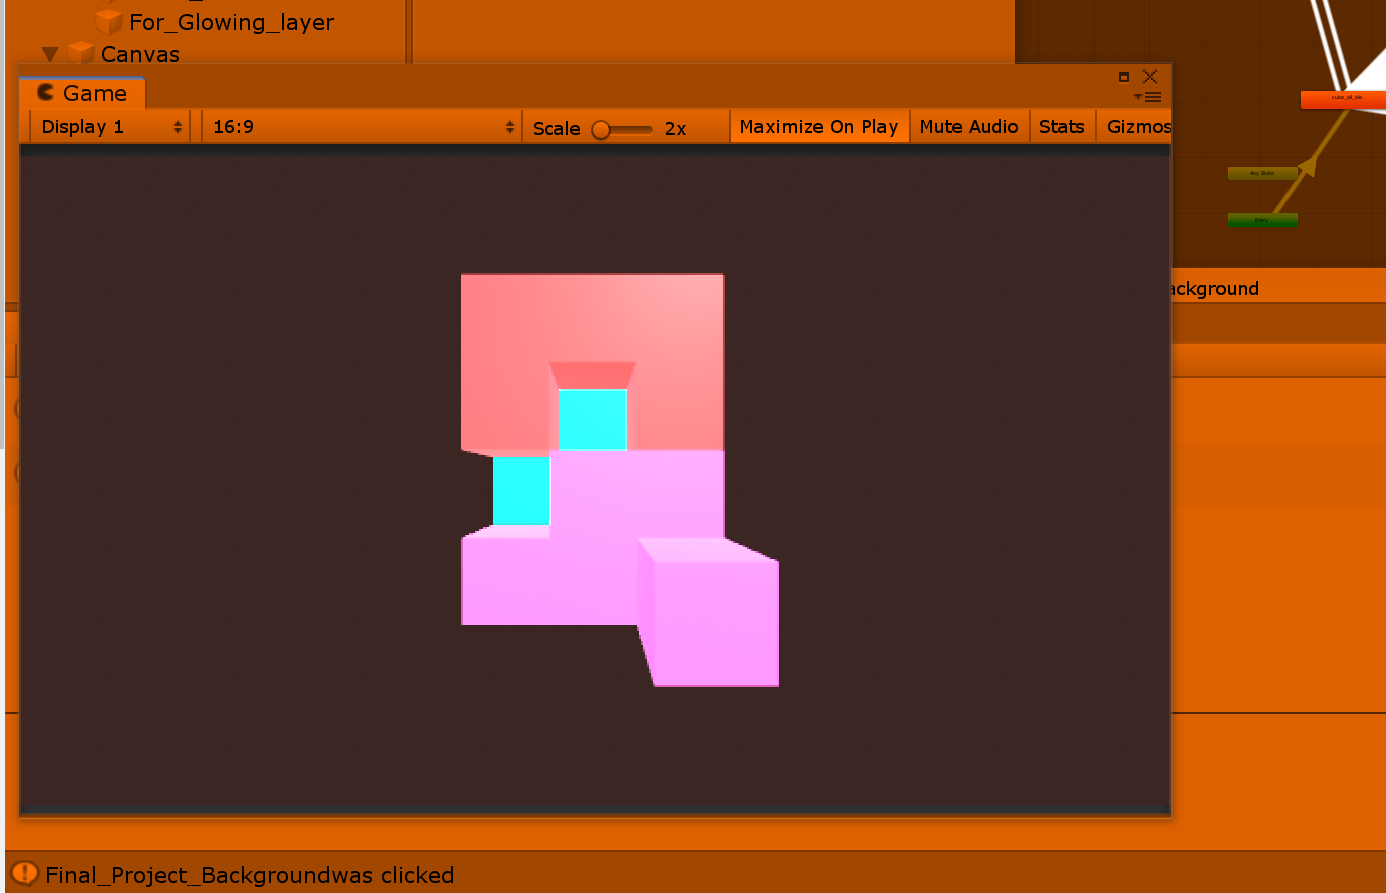 For_Glowing_layer
Canvas
Game
Display 1 16:9 Scale 2x Maximize On Play Mute Audio Stats Gizmos
Any State
Entry
ackground
Final_Project_Backgroundwas clicked